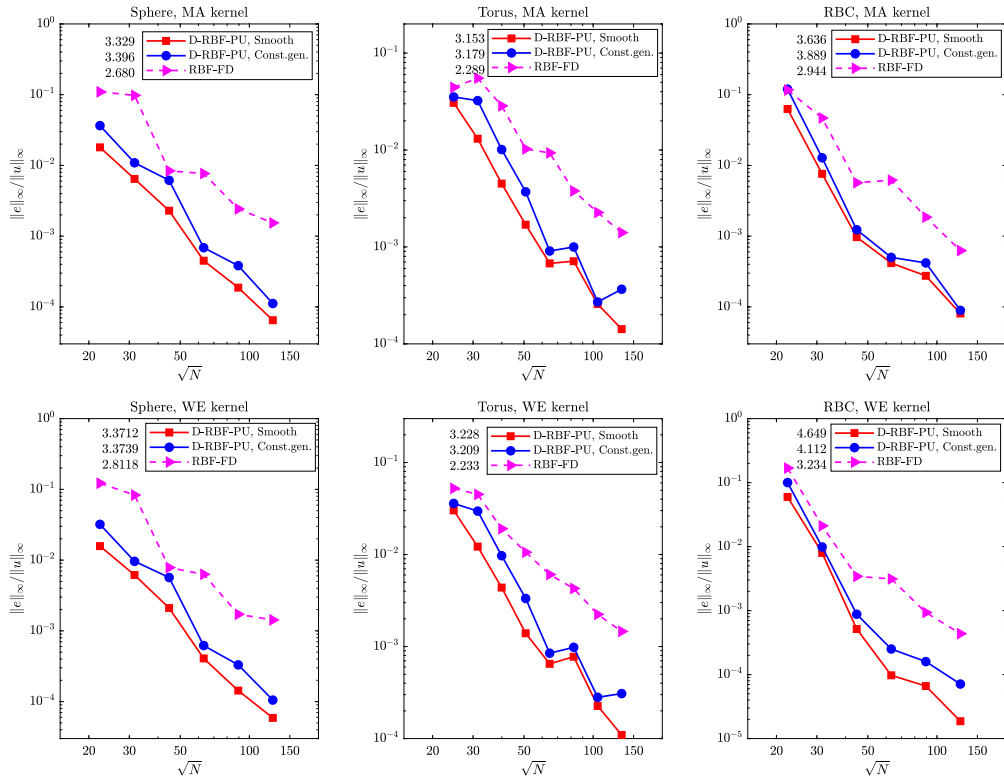 Sphere, MA kernel
10^0
10^{-1}
10^{-2}
10^{-3}
10^{-4}
∥e∥∞/∥u∥∞
3.329 D-RBF-PU, Smooth
3.396 D-RBF-PU, Const.gen.
2.680 RBF-FD
20 30 50 100 150
√N
Torus, MA kernel
10^{-1}
10^{-2}
10^{-3}
10^{-4}
∥e∥∞/∥u∥∞
3.153 D-RBF-PU, Smooth
3.179 D-RBF-PU, Const.gen.
2.289 RBF-FD
20 30 50 100 150
√N
RBC, MA kernel
10^0
10^{-1}
10^{-2}
10^{-3}
10^{-4}
∥e∥∞/∥u∥∞
3.636 D-RBF-PU, Smooth
3.889 D-RBF-PU, Const.gen.
2.944 RBF-FD
20 30 50 100 150
√N
Sphere, WE kernel
10^0
10^{-1}
10^{-2}
10^{-3}
10^{-4}
∥e∥∞/∥u∥∞
3.3712 D-RBF-PU, Smooth
3.3739 D-RBF-PU, Const.gen.
2.8118 RBF-FD
20 30 50 100 150
√N
Torus, WE kernel
10^{-1}
10^{-2}
10^{-3}
10^{-4}
∥e∥∞/∥u∥∞
3.228 D-RBF-PU, Smooth
3.209 D-RBF-PU, Const.gen.
2.233 RBF-FD
20 30 50 100 150
√N
RBC, WE kernel
10^0
10^{-1}
10^{-2}
10^{-3}
10^{-4}
10^{-5}
∥e∥∞/∥u∥∞
4.649 D-RBF-PU, Smooth
4.112 D-RBF-PU, Const.gen.
3.234 RBF-FD
20 30 50 100 150
√N